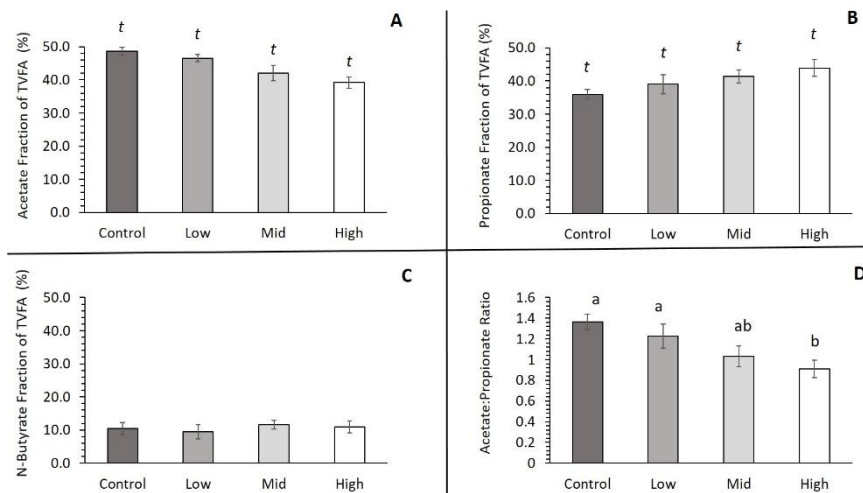 A
Acetate Fraction of TVFA (%)
50.0
40.0
30.0
20.0
10.0
0.0
t
t
t
t
Control Low Mid High
B
Propionate Fraction of TVFA (%)
50.0
40.0
30.0
20.0
10.0
0.0
t
t
t
t
Control Low Mid High
C
N-Butyrate Fraction of TVFA (%)
50.0
40.0
30.0
20.0
10.0
0.0
Control Low Mid High
D
Acetate:Propionate Ratio
1.6
1.4
1.2
1
0.8
0.6
0.4
0.2
0
a
a
ab
b
Control Low Mid High